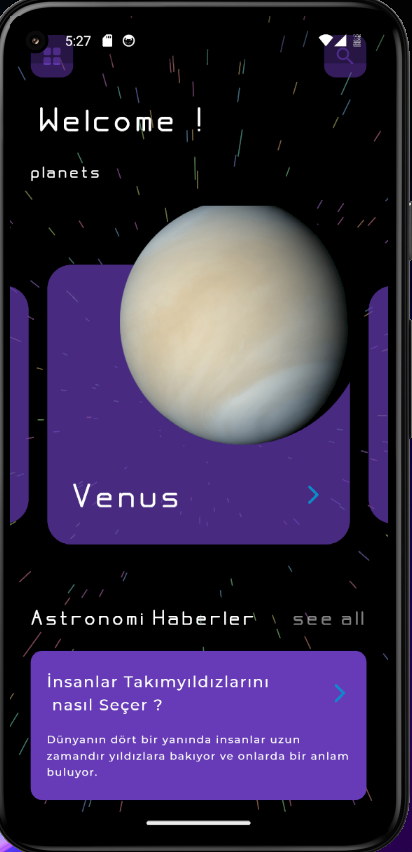 5:27
Welcome !
planets
Venus
Astronomi Haberler see all
İnsanlar Takımyıldızlarını
nasıl Seçer ?
Dünyanın dört bir yanında insanlar uzun
zamandır yıldızlara bakıyor ve onlarda bir anlam
buluyor.